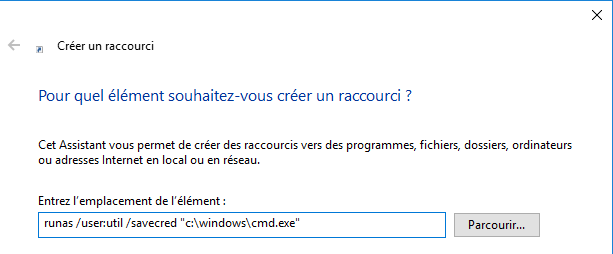 Créer un raccourci
Pour quel élément souhaitez-vous créer un raccourci ?
Cet Assistant vous permet de créer des raccourcis vers des programmes, fichiers, dossiers, ordinateurs
ou adresses Internet en local ou en réseau.
Entrez l'emplacement de l'élément :
runas /user:util /savecred "c:\windows\cmd.exe"
Parcourir...